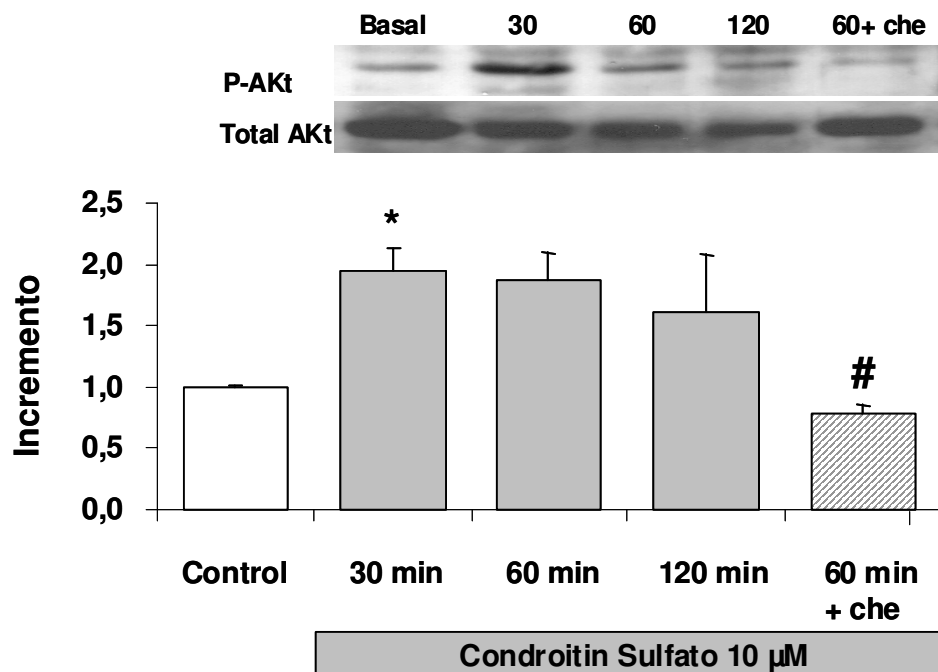 Basal 30 60 120 60+ che
P-AKt
Total AKt
2,5
*
2,0
1,5
#
1,0
0,5
0,0
Incremento
Control 30 min 60 min 120 min 60 min
+ che
Condroitin Sulfato 10 µM